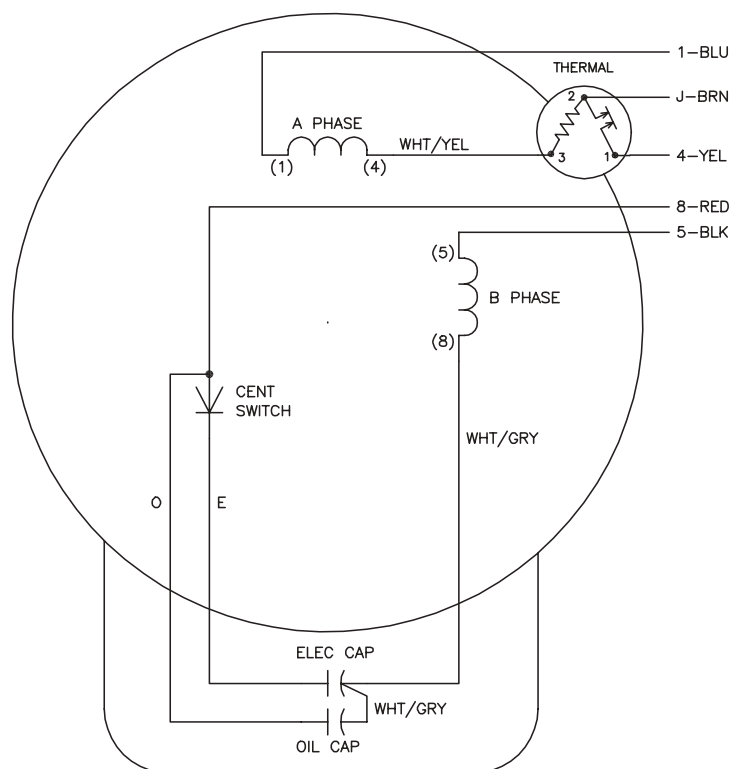 1-BLU
THERMAL
2
J-BRN
A PHASE
WHT/YEL
(1)
(4)
3
1
4-YEL
8-RED
5-BLK
(5)
B PHASE
(8)
CENT
SWITCH
WHT/GRY
O
E
ELEC CAP
WHT/GRY
OIL CAP